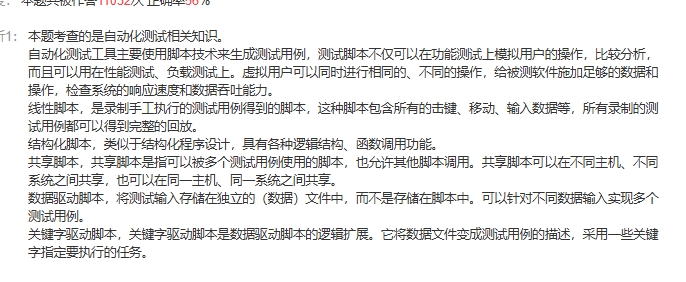 本题共被作答11052次 正确率56%
析1： 本题考查的是自动化测试相关知识。
自动化测试工具主要使用脚本技术来生成测试用例，测试脚本不仅可以在功能测试上模拟用户的操作，比较分析，
而且可以用在性能测试、负载测试上。虚拟用户可以同时进行相同的、不同的操作，给被测软件施加足够的数据和
操作，检查系统的响应速度和数据吞吐能力。
线性脚本，是录制手工执行的测试用例得到的脚本，这种脚本包含所有的击键、移动、输入数据等，所有录制的测
试用例都可以得到完整的回放。
结构化脚本，类似于结构化程序设计，具有各种逻辑结构、函数调用功能。
共享脚本，共享脚本是指可以被多个测试用例使用的脚本，也允许其他脚本调用。共享脚本可以在不同主机、不同
系统之间共享，也可以在同一主机、同一系统之间共享。
数据驱动脚本，将测试输入存储在独立的（数据）文件中，而不是存储在脚本中。可以针对不同数据输入实现多个
测试用例。
关键字驱动脚本，关键字驱动脚本是数据驱动脚本的逻辑扩展。它将数据文件变成测试用例的描述，采用一些关键
字指定要执行的任务。